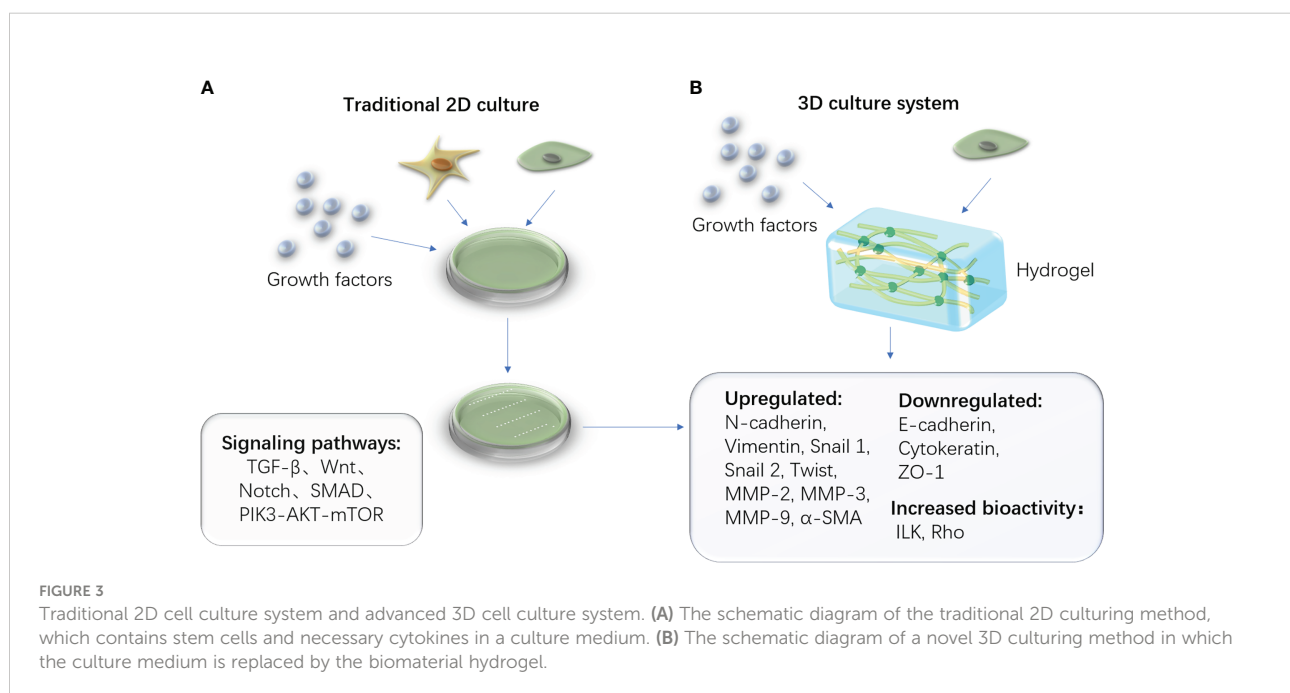 A
Traditional 2D culture
Growth factors
Signaling pathways:
TGF-β、Wnt、
Notch、SMAD、
PIK3-AKT-mTOR
B
3D culture system
Growth factors
Hydrogel
Upregulated:
N-cadherin,
Vimentin, Snail 1,
Snail 2, Twist,
MMP-2, MMP-3,
MMP-9, α-SMA
Downregulated:
E-cadherin,
Cytokeratin,
ZO-1
Increased bioactivity：
ILK, Rho
FIGURE 3
Traditional 2D cell culture system and advanced 3D cell culture system. (A) The schematic diagram of the traditional 2D culturing method,
which contains stem cells and necessary cytokines in a culture medium. (B) The schematic diagram of a novel 3D culturing method in which
the culture medium is replaced by the biomaterial hydrogel.